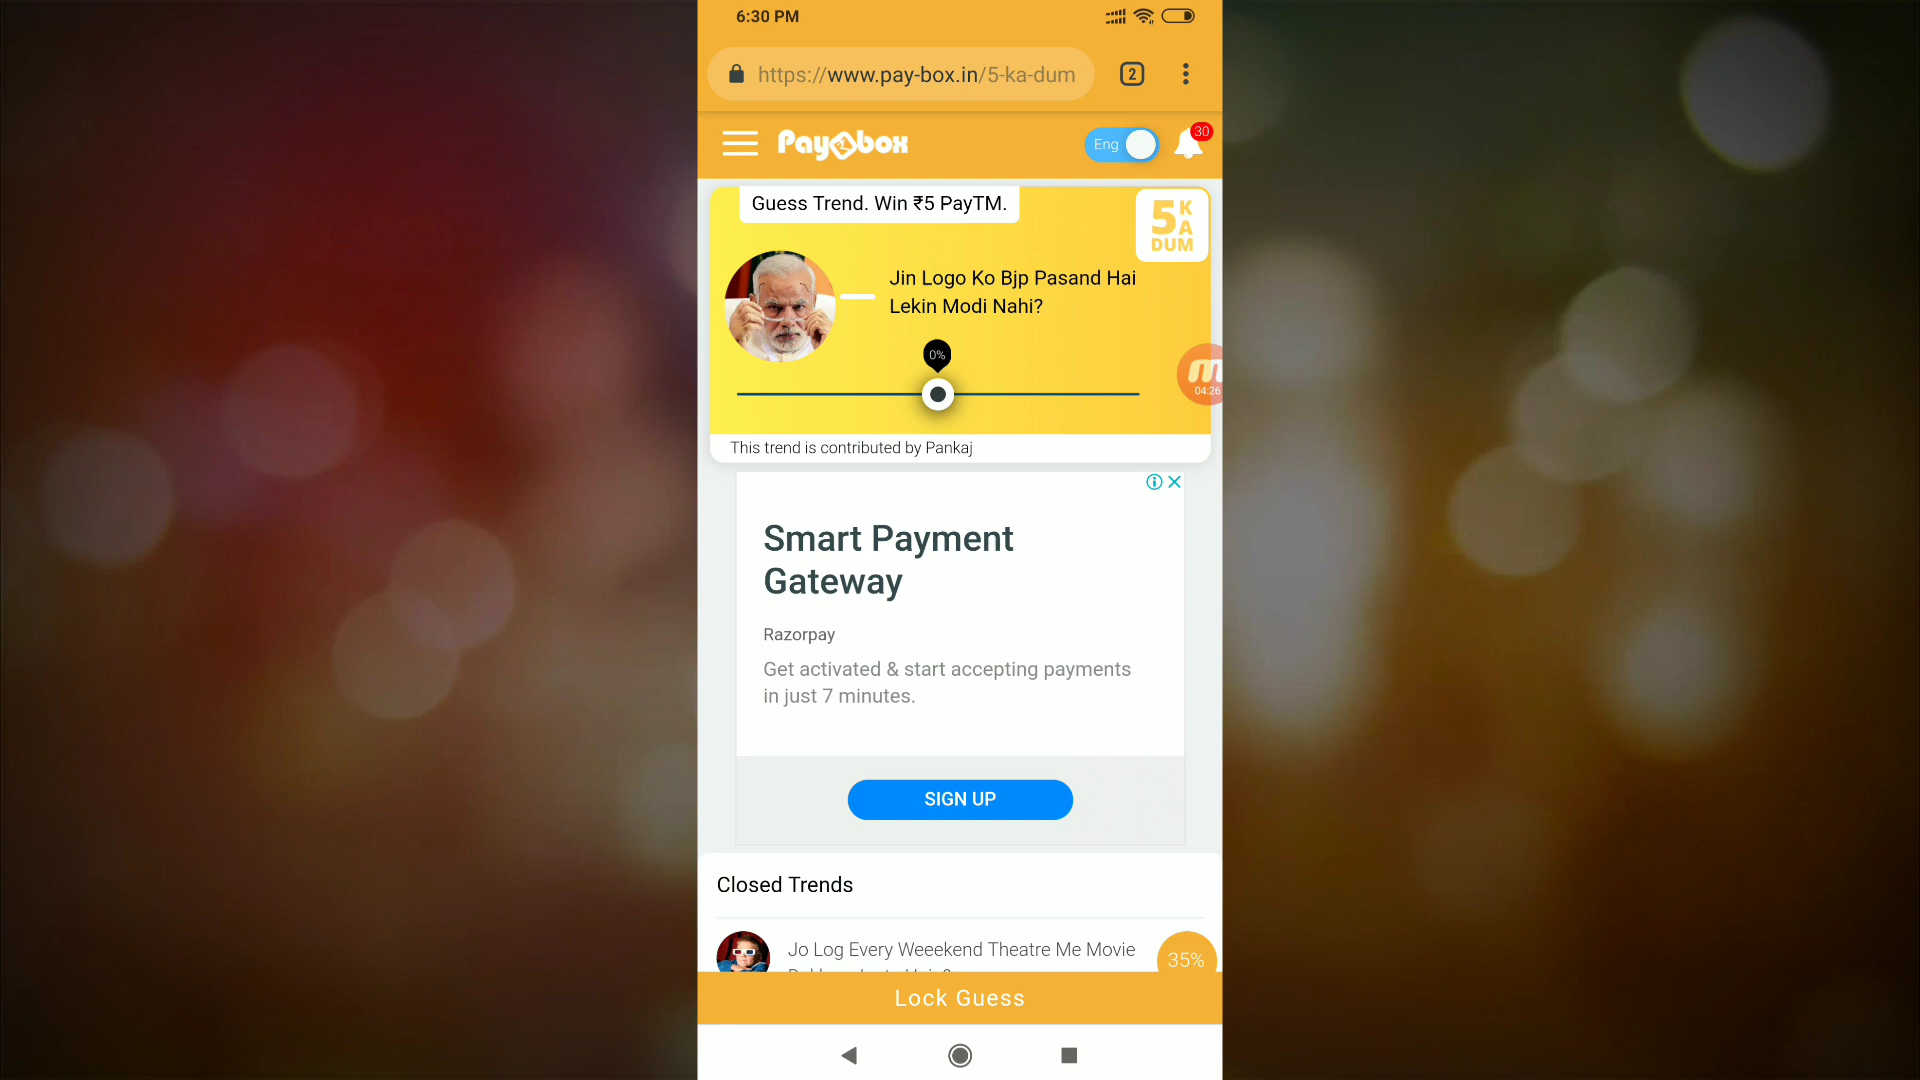 6:30 PM
https://www.pay-box.in/5-ka-dum
2
Paybox
Eng
30
Guess Trend. Win ₹5 PayTM.
5 KA
DUM
Jin Logo Ko Bjp Pasand Hai
Lekin Modi Nahi?
0%
04:26
This trend is contributed by Pankaj
Smart Payment
Gateway
Razorpay
Get activated & start accepting payments
in just 7 minutes.
SIGN UP
Closed Trends
Jo Log Every Weeekend Theatre Me Movie
35%
Lock Guess